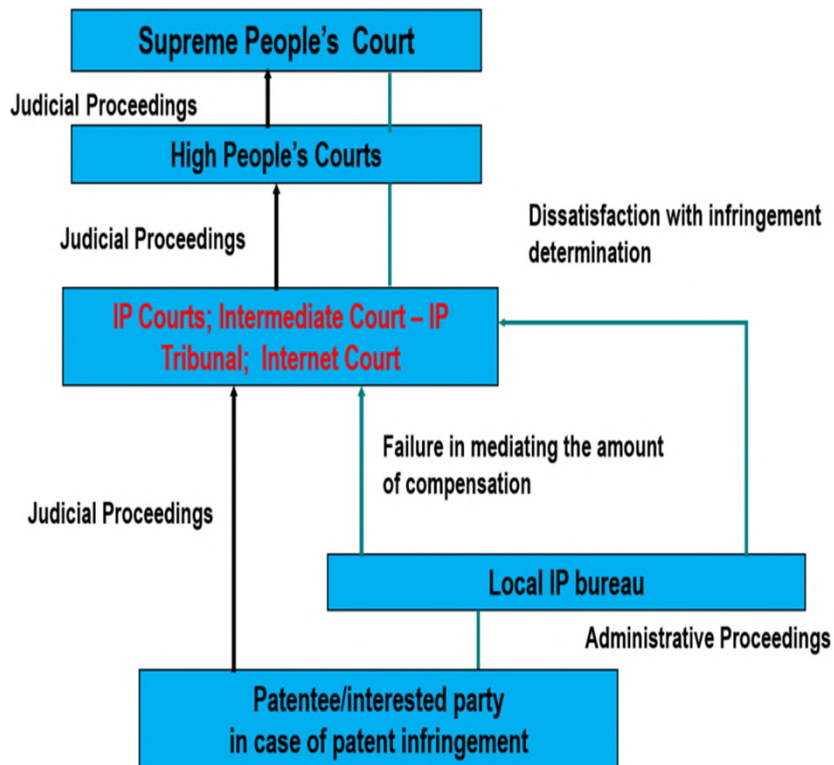 Supreme People's  Court
Judicial Proceedings
High People's Courts
Judicial Proceedings
Dissatisfaction with infringement
determination
IP Courts; Intermediate Court – IP
Tribunal;  Internet Court
Failure in mediating the amount
of compensation
Judicial Proceedings
Local IP bureau
Administrative Proceedings
Patentee/interested party
in case of patent infringement